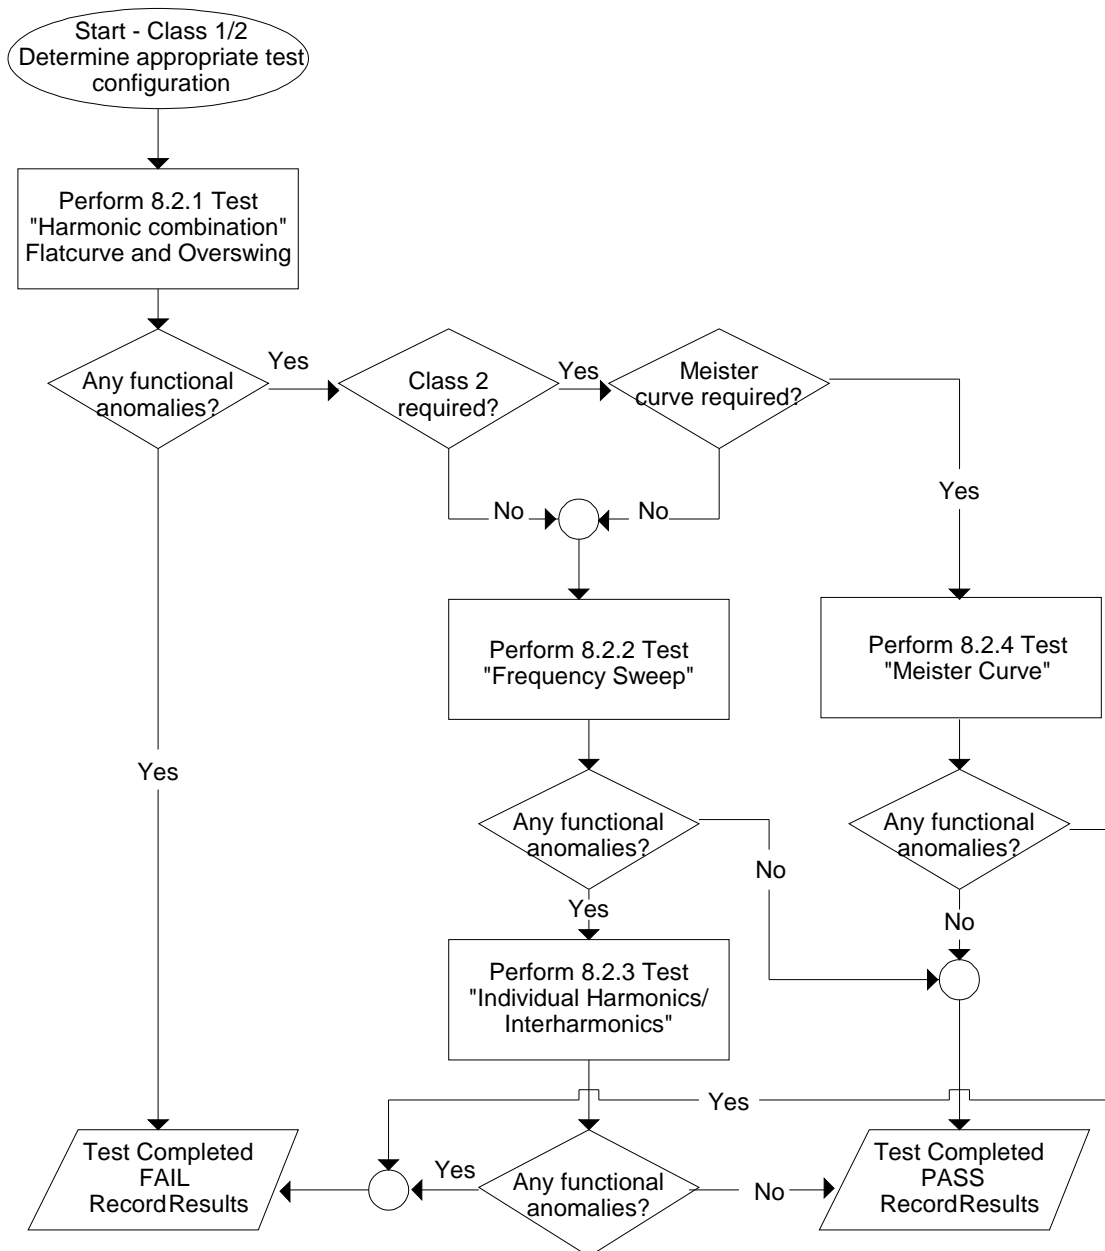 Start - Class 1/2
Determine appropriate test
configuration
Perform 8.2.1 Test
"Harmonic combination"
Flatcurve and Overswing
Any functional
anomalies?
Yes
Class 2
required?
Yes
Meister
curve required?
No
No
Yes
Perform 8.2.2 Test
"Frequency Sweep"
Perform 8.2.4 Test
"Meister Curve"
Yes
Any functional
anomalies?
No
Any functional
anomalies?
Yes
No
Perform 8.2.3 Test
"Individual Harmonics/
Interharmonics"
Yes
Test Completed
FAIL
Record Results
Yes
Any functional
anomalies?
No
Test Completed
PASS
Record Results